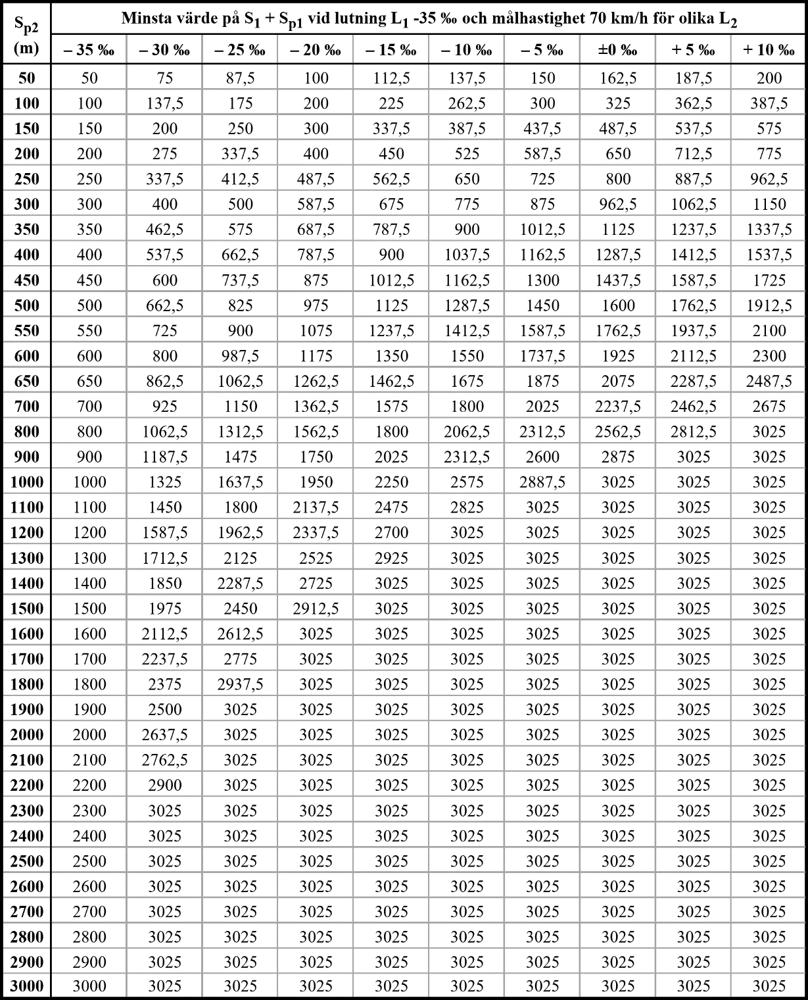 Minsta värde på S1 + Sp1 vid lutning L1 -35 ‰ och målhastighet 70 km/h för olika L2
Sp2
(m) – 35 ‰ – 30 ‰ – 25 ‰ – 20 ‰ – 15 ‰ – 10 ‰ – 5 ‰ ±0 ‰ + 5 ‰ + 10 ‰
50 50 75 87,5 100 112,5 137,5 150 162,5 187,5 200
100 100 137,5 175 200 225 262,5 300 325 362,5 387,5
150 150 200 250 300 337,5 387,5 437,5 487,5 537,5 575
200 200 275 337,5 400 450 525 587,5 650 712,5 775
250 250 337,5 412,5 487,5 562,5 650 725 800 887,5 962,5
300 300 400 500 587,5 675 775 875 962,5 1062,5 1150
350 350 462,5 575 687,5 787,5 900 1012,5 1125 1237,5 1337,5
400 400 537,5 662,5 787,5 900 1037,5 1162,5 1287,5 1412,5 1537,5
450 450 600 737,5 875 1012,5 1162,5 1300 1437,5 1587,5 1725
500 500 662,5 825 975 1125 1287,5 1450 1600 1762,5 1912,5
550 550 725 900 1075 1237,5 1412,5 1587,5 1762,5 1937,5 2100
600 600 800 987,5 1175 1350 1550 1737,5 1925 2112,5 2300
650 650 862,5 1062,5 1262,5 1462,5 1675 1875 2075 2287,5 2487,5
700 700 925 1150 1362,5 1575 1800 2025 2237,5 2462,5 2675
800 800 1062,5 1312,5 1562,5 1800 2062,5 2312,5 2562,5 2812,5 3025
900 900 1187,5 1475 1750 2025 2312,5 2600 2875 3025 3025
1000 1000 1325 1637,5 1950 2250 2575 2887,5 3025 3025 3025
1100 1100 1450 1800 2137,5 2475 2825 3025 3025 3025 3025
1200 1200 1587,5 1962,5 2337,5 2700 3025 3025 3025 3025 3025
1300 1300 1712,5 2125 2525 2925 3025 3025 3025 3025 3025
1400 1400 1850 2287,5 2725 3025 3025 3025 3025 3025 3025
1500 1500 1975 2450 2912,5 3025 3025 3025 3025 3025 3025
1600 1600 2112,5 2612,5 3025 3025 3025 3025 3025 3025 3025
1700 1700 2237,5 2775 3025 3025 3025 3025 3025 3025 3025
1800 1800 2375 2937,5 3025 3025 3025 3025 3025 3025 3025
1900 1900 2500 3025 3025 3025 3025 3025 3025 3025 3025
2000 2000 2637,5 3025 3025 3025 3025 3025 3025 3025 3025
2100 2100 2762,5 3025 3025 3025 3025 3025 3025 3025 3025
2200 2200 2900 3025 3025 3025 3025 3025 3025 3025 3025
2300 2300 3025 3025 3025 3025 3025 3025 3025 3025 3025
2400 2400 3025 3025 3025 3025 3025 3025 3025 3025 3025
2500 2500 3025 3025 3025 3025 3025 3025 3025 3025 3025
2600 2600 3025 3025 3025 3025 3025 3025 3025 3025 3025
2700 2700 3025 3025 3025 3025 3025 3025 3025 3025 3025
2800 2800 3025 3025 3025 3025 3025 3025 3025 3025 3025
2900 2900 3025 3025 3025 3025 3025 3025 3025 3025 3025
3000 3000 3025 3025 3025 3025 3025 3025 3025 3025 3025